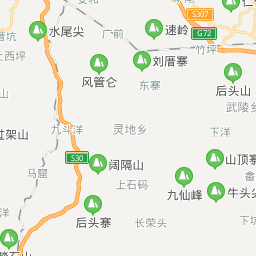 S307
水尾尖
广前
速岭
G72
竹坪
上西坪
刘厝寨
风管仑
安和
东寨
后头山
武陵乡
九斗洋
灵地乡
下洋
过架山
S30
阔隔山
山顶寨
马窟
上石码
九仙峰
牛头尖
后头寨
长荣头
下坑